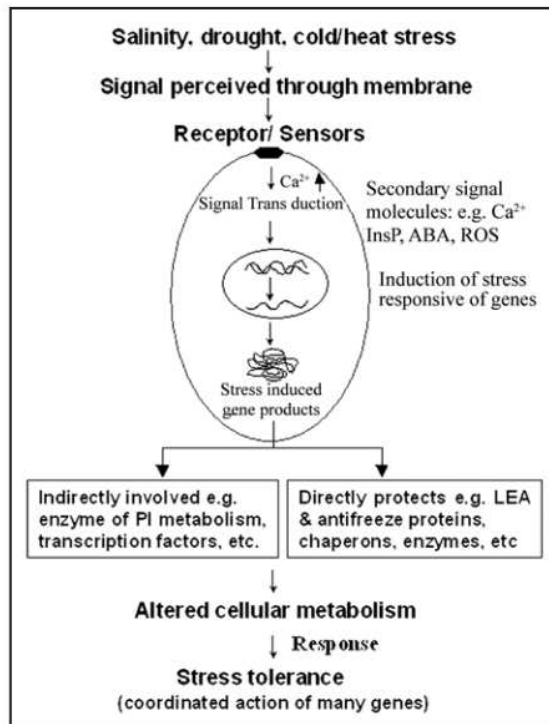 Salinity, drought, cold/heat stress
Signal perceived through membrane
Receptor/ Sensors
Ca²⁺
Signal Trans duction
Secondary signal
molecules: e.g. Ca²⁺
InsP, ABA, ROS
Induction of stress
responsive of genes
Stress induced
gene products
Indirectly involved e.g.
enzyme of PI metabolism,
transcription factors, etc.
Directly protects e.g. LEA
& antifreeze proteins,
chaperons, enzymes, etc
Altered cellular metabolism
Response
Stress tolerance
(coordinated action of many genes)